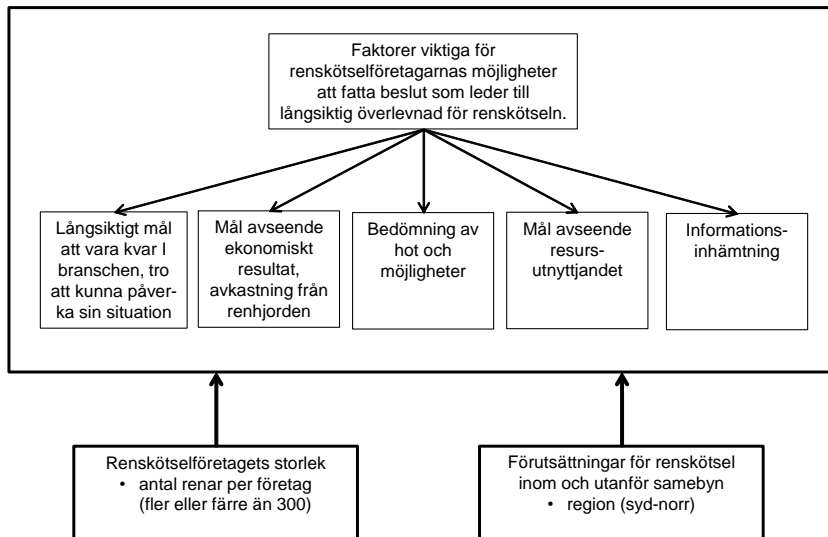 Faktorer viktiga för
renskötselföretagarnas möjligheter
att fatta beslut som leder till
långsiktig överlevnad för renskötseln.
Långsiktigt mål
att vara kvar I
branschen, tro
att kunna påver-
ka sin situation
Mål avseende
ekonomiskt
resultat,
avkastning från
renhjorden
Bedömning av
hot och
möjligheter
Mål avseende
resurs-
utnyttjandet
Informations-
inhämtning
Renskötselföretagets storlek
• antal renar per företag
(fler eller färre än 300)
Förutsättningar för renskötsel
inom och utanför samebyn
• region (syd-norr)